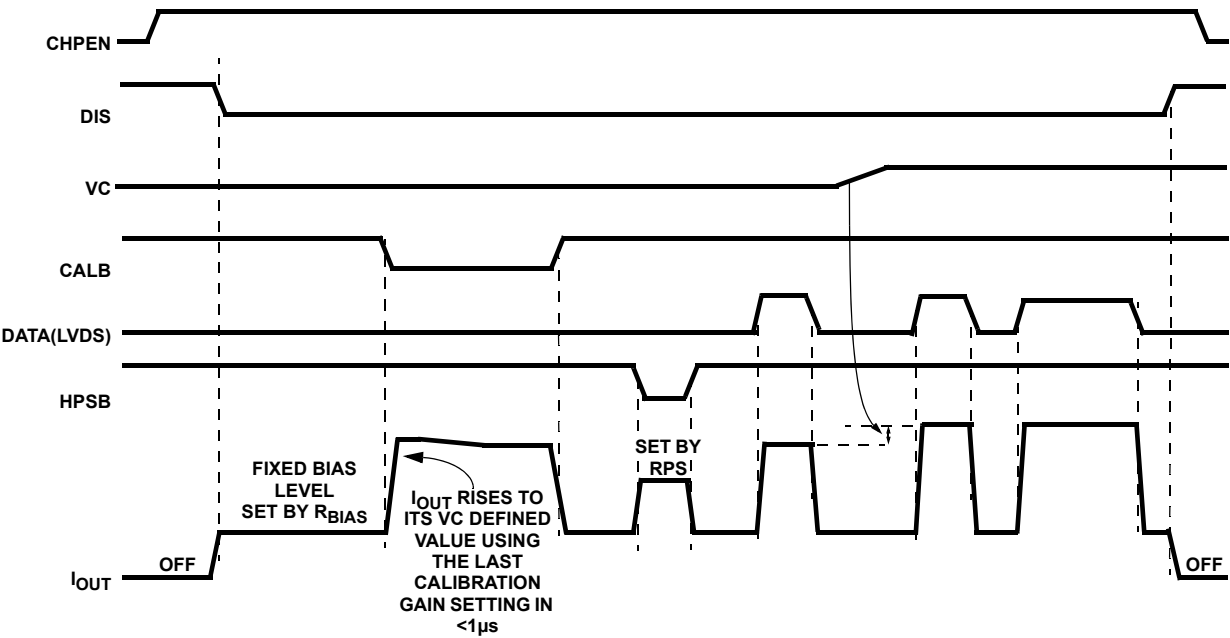 CHPEN
DIS
VC
CALB
DATA(LVDS)
HPSB
SET BY
RPS
FIXED BIAS
LEVEL
SET BY RBIAS
IOUT RISES TO
ITS VC DEFINED
VALUE USING
THE LAST
CALIBRATION
GAIN SETTING IN
<1µs
OFF
OFF
IOUT